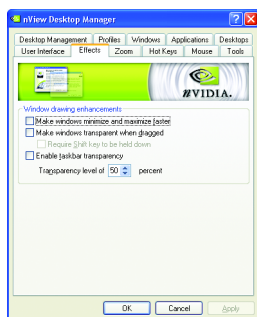 nView Desktop Manager
Desktop Management Profiles Windows Applications Desktops
User Interface Effects Zoom Hot Keys Mouse Tools
nVIDIA.
Window drawing enhancements
Make windows minimize and maximize faster
Make windows transparent when dragged
Require Shift key to be held down
Enable taskbar transparency
Transparency level of 50 percent
OK Cancel Apply